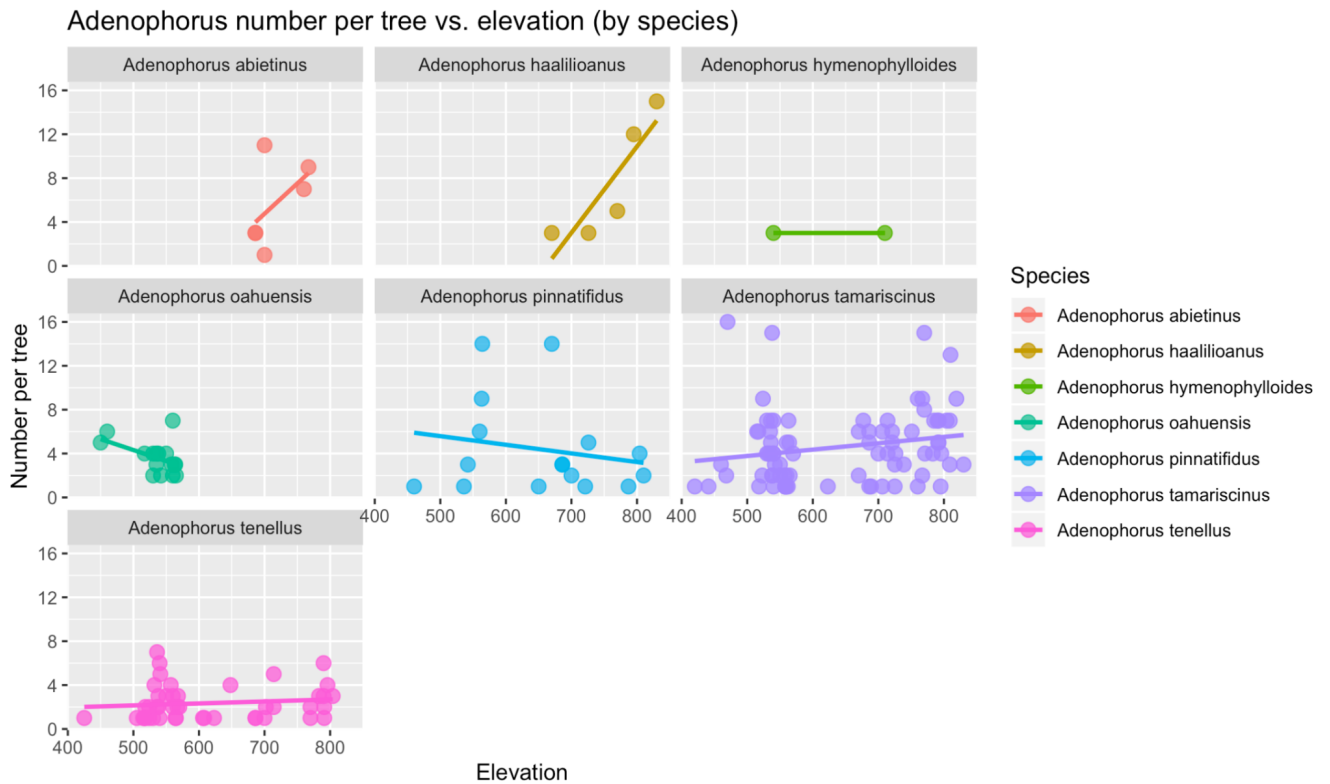 Adenophorus number per tree vs. elevation (by species)
Adenophorus abietinus
Adenophorus haalilioanus
Adenophorus hymenophylloides
16
12
8
4
0
Adenophorus oahuensis
Adenophorus pinnatifidus
Adenophorus tamariscinus
16
12
8
4
0
400 500 600 700 800
400 500 600 700 800
Adenophorus tenellus
16
12
8
4
0
400 500 600 700 800
Number per tree
Elevation
Species
Adenophorus abietinus
Adenophorus haalilioanus
Adenophorus hymenophylloides
Adenophorus oahuensis
Adenophorus pinnatifidus
Adenophorus tamariscinus
Adenophorus tenellus